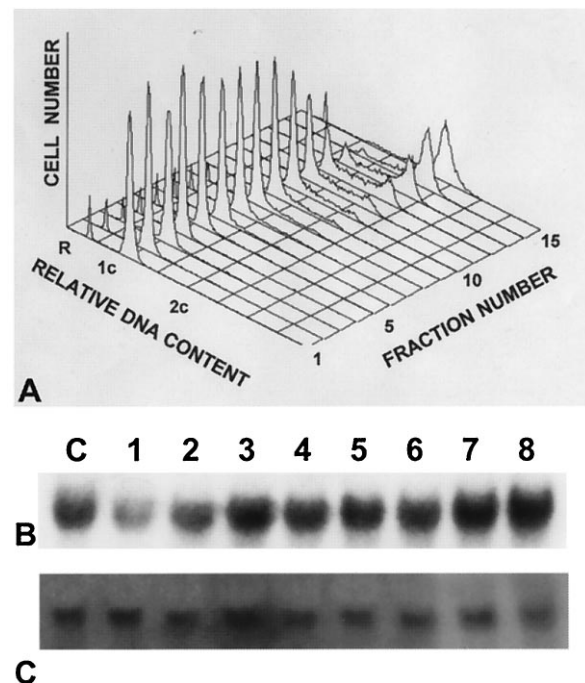 CELL NUMBER
R
1c
2c
RELATIVE DNA CONTENT
1
5
10
15
FRACTION NUMBER
A
C 1 2 3 4 5 6 7 8
B
C